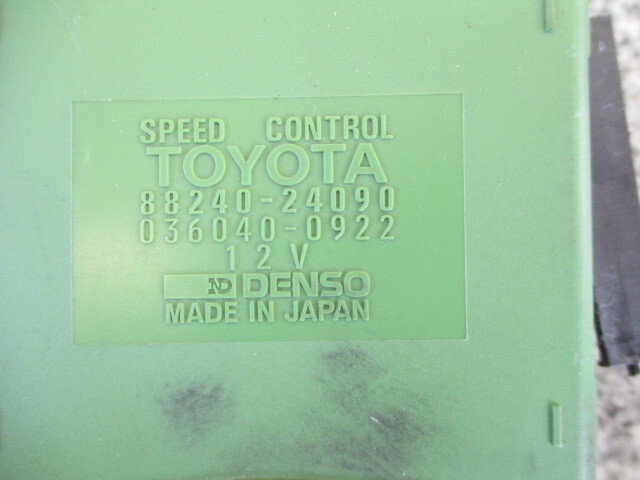 SPEED CONTROL
TOYOTA
88240-24090
036040-0922
12V
ND DENSO
MADE IN JAPAN